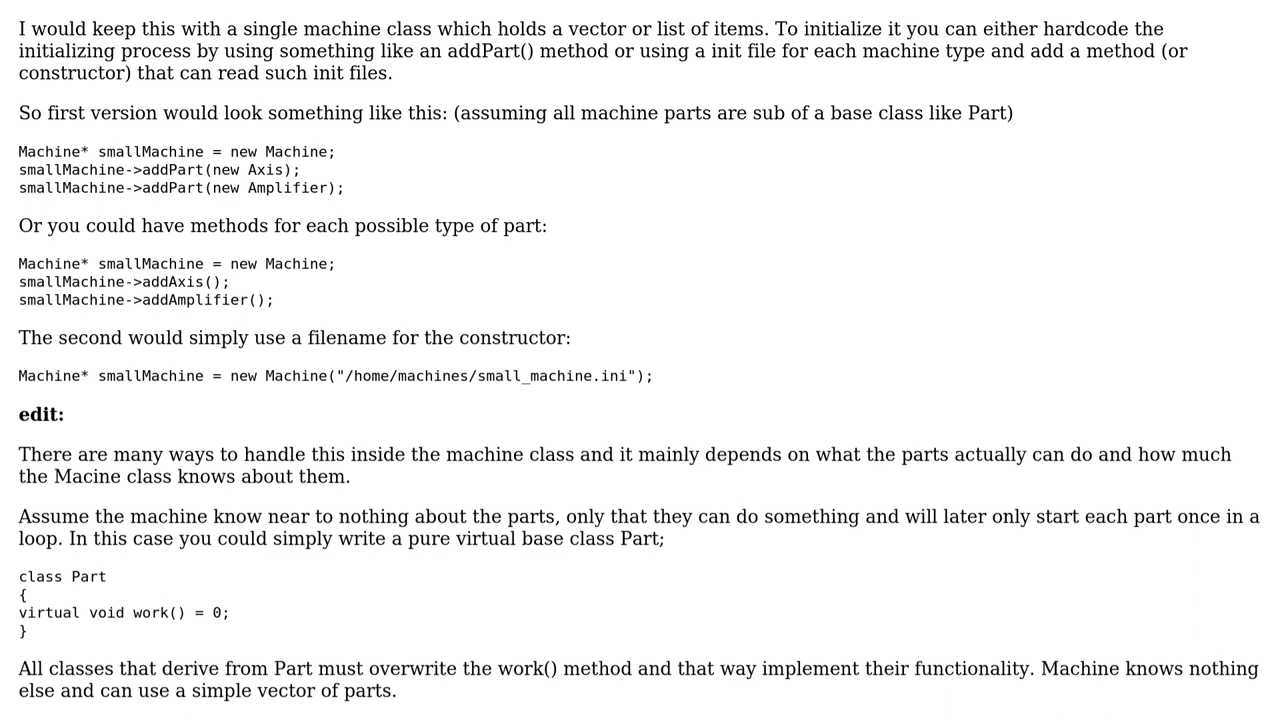 I would keep this with a single machine class which holds a vector or list of items. To initialize it you can either hardcode the
initializing process by using something like an addPart() method or using a init file for each machine type and add a method (or
constructor) that can read such init files.
So first version would look something like this: (assuming all machine parts are sub of a base class like Part)
Machine* smallMachine = new Machine;
smallMachine->addPart(new Axis);
smallMachine->addPart(new Amplifier);
Or you could have methods for each possible type of part:
Machine* smallMachine = new Machine;
smallMachine->addAxis();
smallMachine->addAmplifier();
The second would simply use a filename for the constructor:
Machine* smallMachine = new Machine("/home/machines/small_machine.ini");
edit:
There are many ways to handle this inside the machine class and it mainly depends on what the parts actually can do and how much
the Macine class knows about them.
Assume the machine know near to nothing about the parts, only that they can do something and will later only start each part once in a
loop. In this case you could simply write a pure virtual base class Part;
class Part
{
virtual void work() = 0;
}
All classes that derive from Part must overwrite the work() method and that way implement their functionality. Machine knows nothing
else and can use a simple vector of parts.